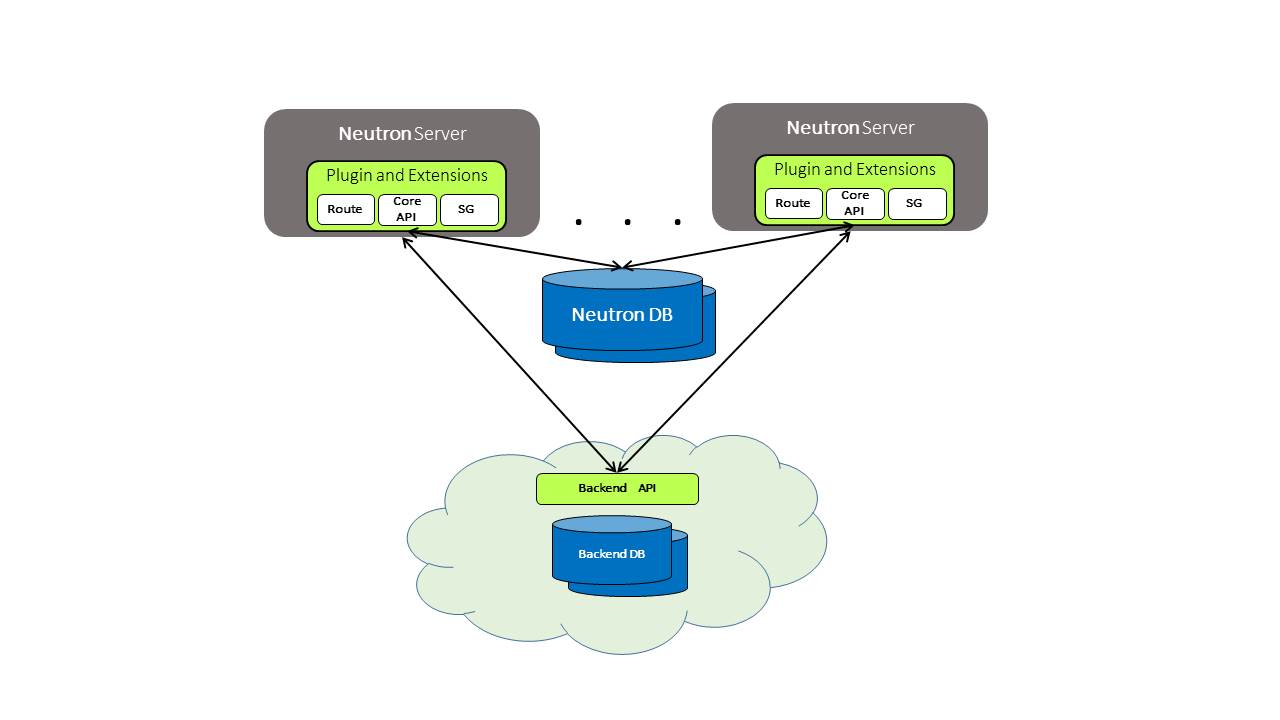 Neutron Server
Plugin and Extensions
Route
Core
API
SG
. . .
Neutron Server
Plugin and Extensions
Route
Core
API
SG
Neutron DB
Backend API
Backend DB